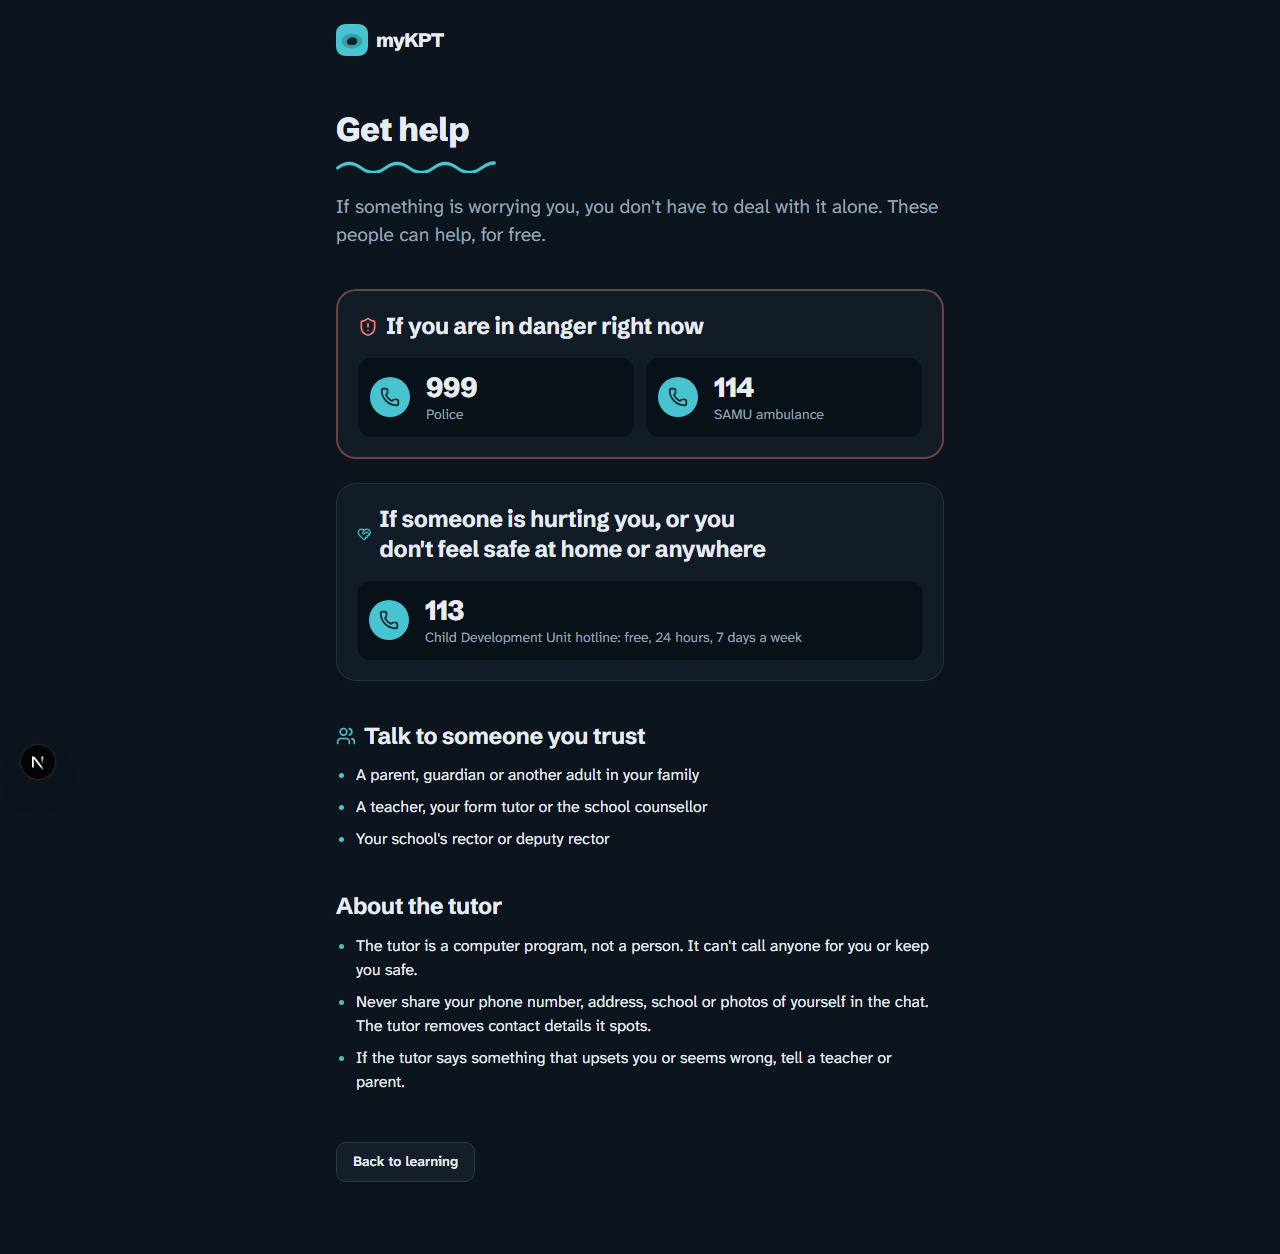 myKPT
Get help
If something is worrying you, you don't have to deal with it alone. These
people can help, for free.
If you are in danger right now
999
Police
114
SAMU ambulance
If someone is hurting you, or you
don't feel safe at home or anywhere
113
Child Development Unit hotline: free, 24 hours, 7 days a week
Talk to someone you trust
• A parent, guardian or another adult in your family
• A teacher, your form tutor or the school counsellor
• Your school's rector or deputy rector
About the tutor
• The tutor is a computer program, not a person. It can't call anyone for you or keep
you safe.
• Never share your phone number, address, school or photos of yourself in the chat.
The tutor removes contact details it spots.
• If the tutor says something that upsets you or seems wrong, tell a teacher or
parent.
Back to learning
N